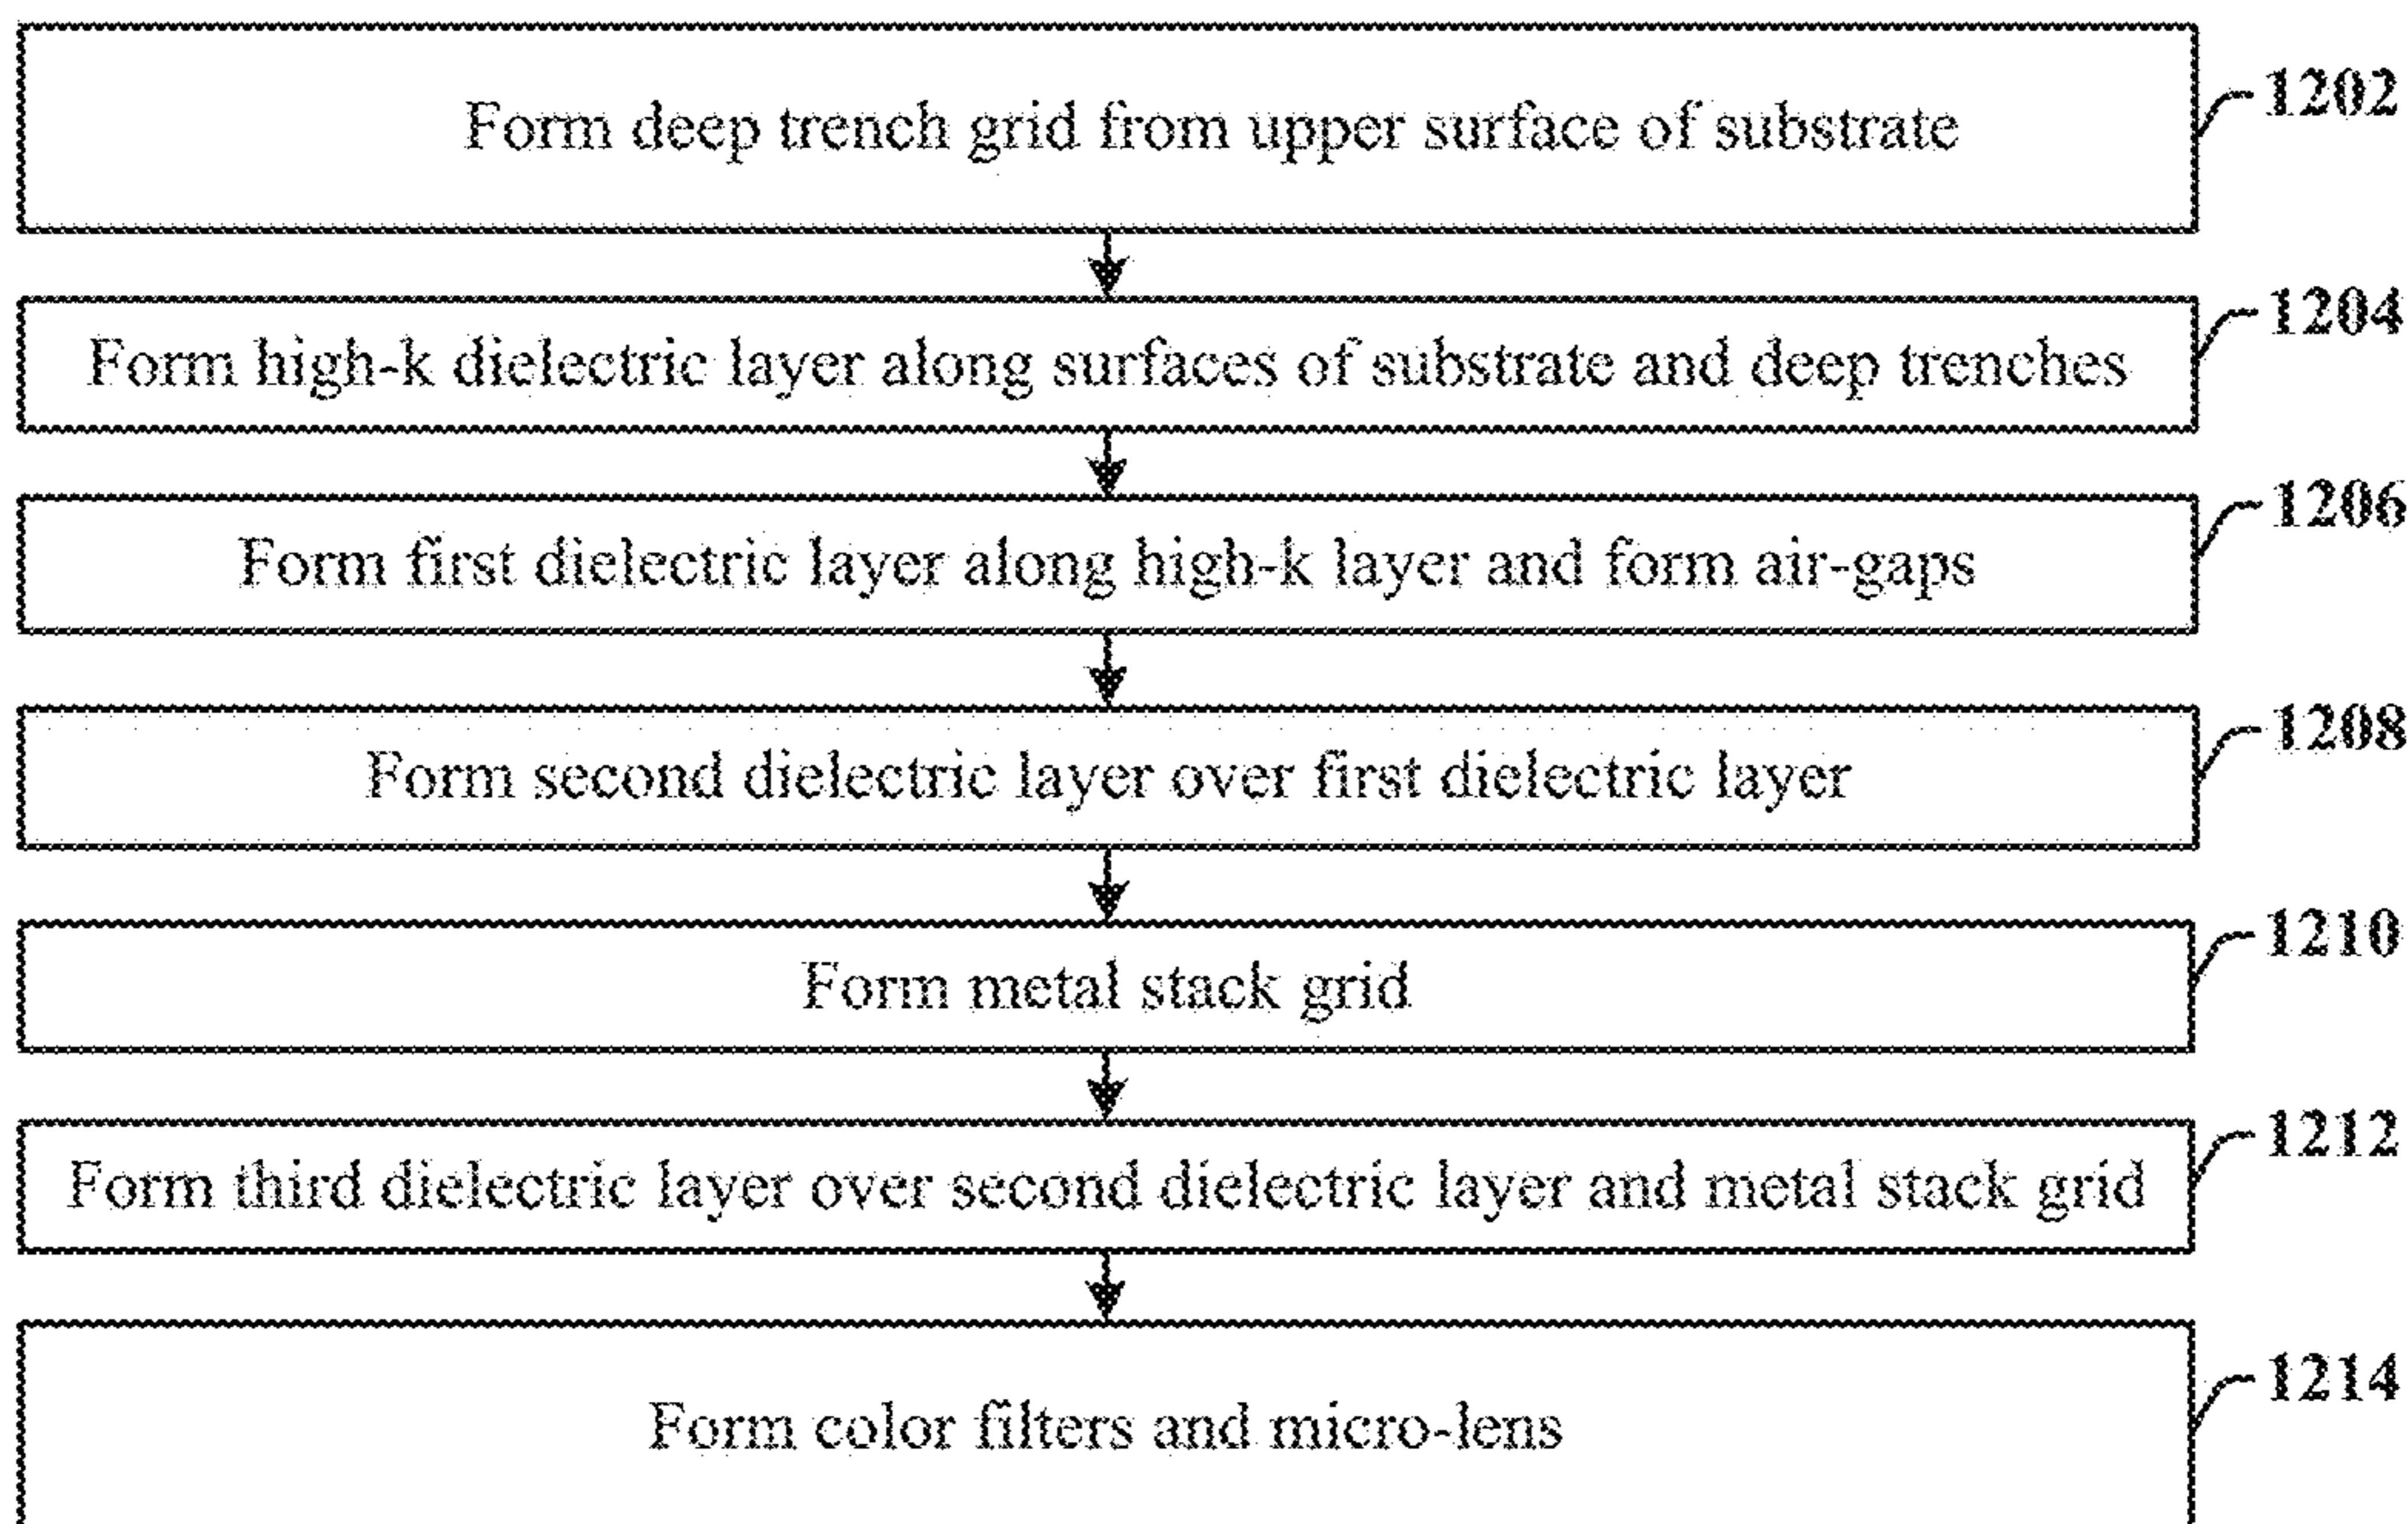 Form deep trench grid from upper surface of substrate
1202
Form high-k dielectric layer along surfaces of substrate and deep trenches
1204
Form first dielectric layer along high-k layer and form air-gaps
1206
Form second dielectric layer over first dielectric layer
1208
Form metal stack grid
1210
Form third dielectric layer over second dielectric layer and metal stack grid
1212
Form color filters and micro-lens
1214